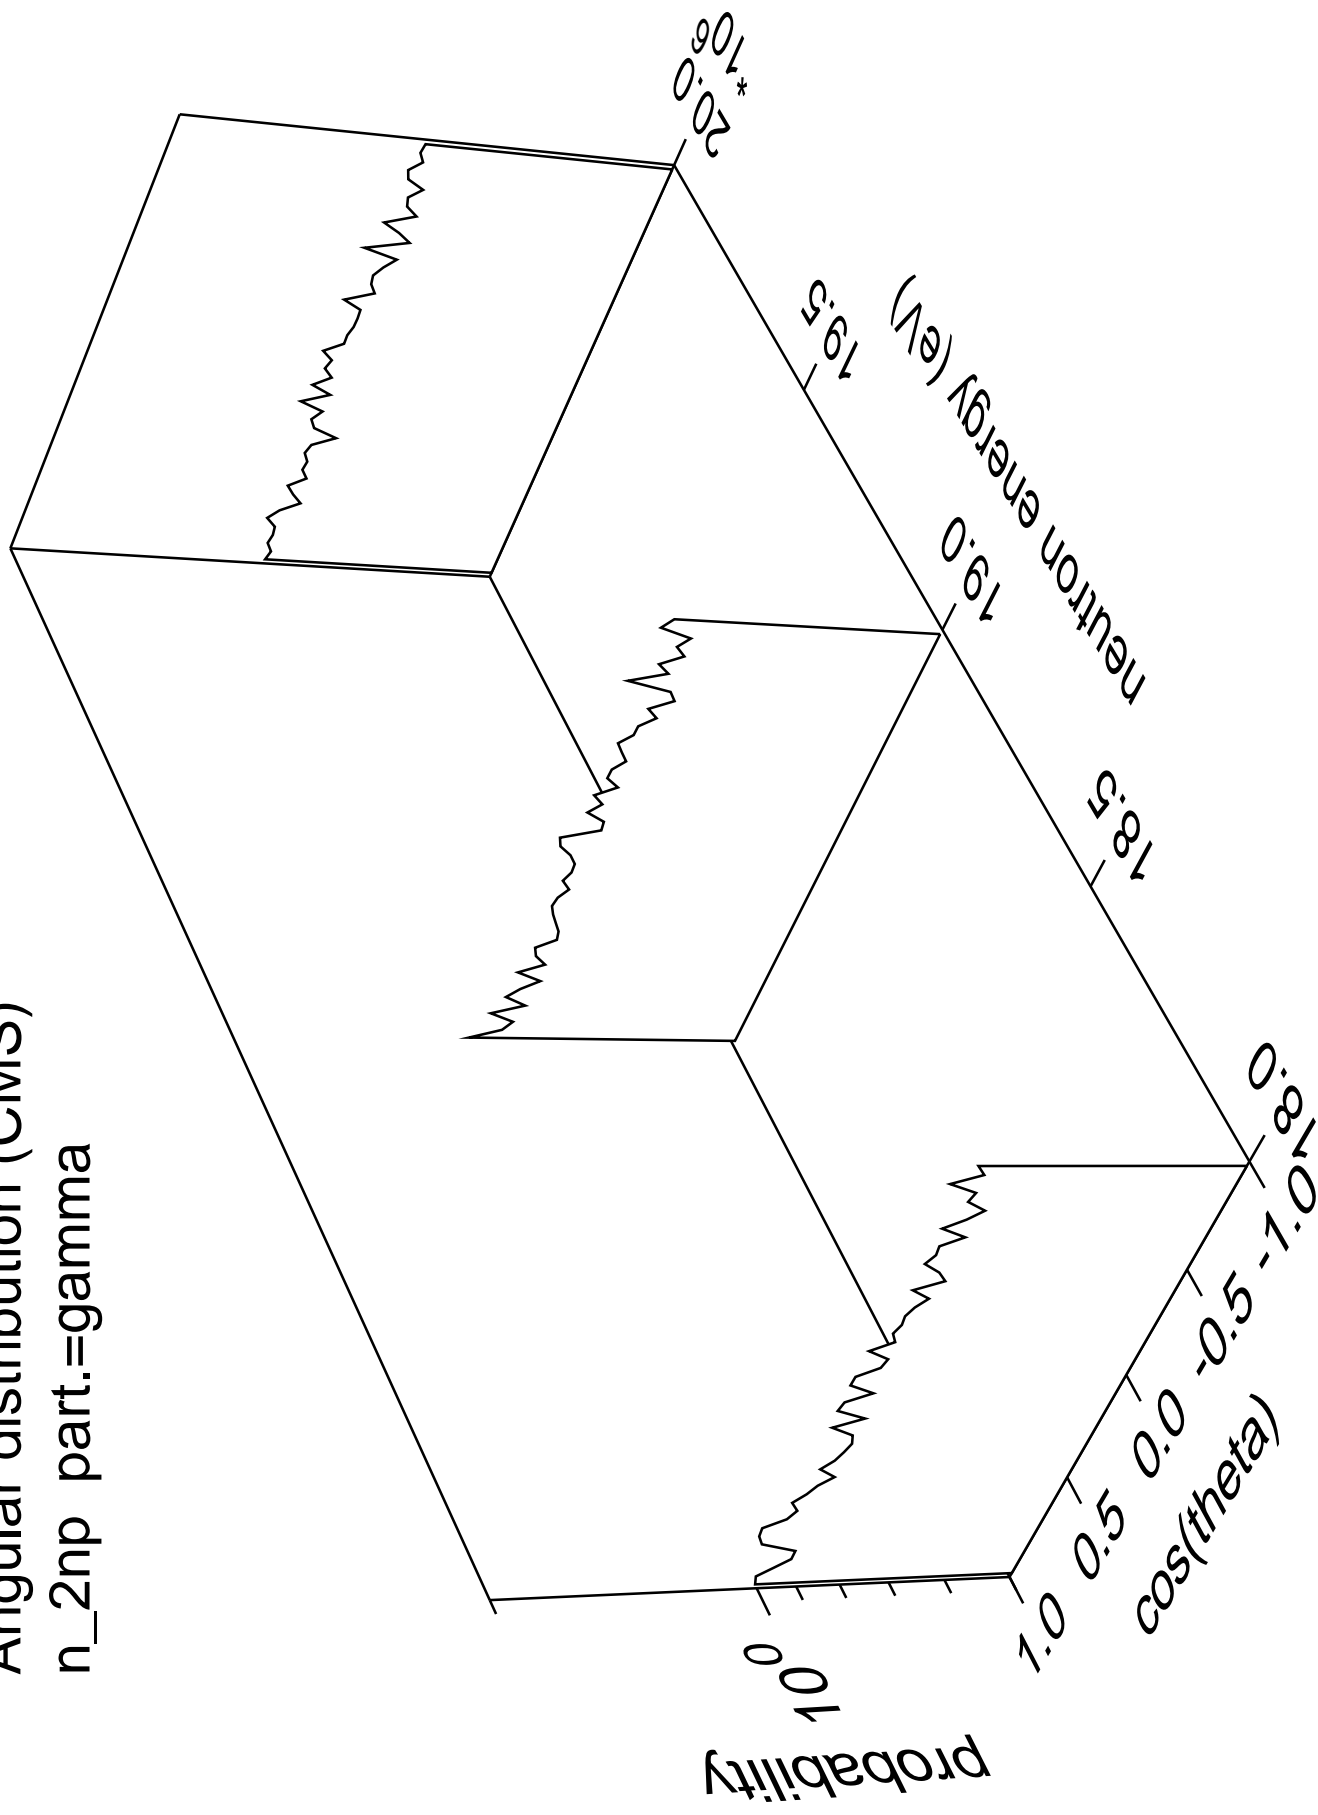 Angular distribution (CMS)
n_2np part.=gamma
probability
10^0
1.0
0.5
0.0
-0.5
-1.0
cos(theta)
18.0
18.5
19.0
19.5
20.0
*10^6
neutron energy (eV)